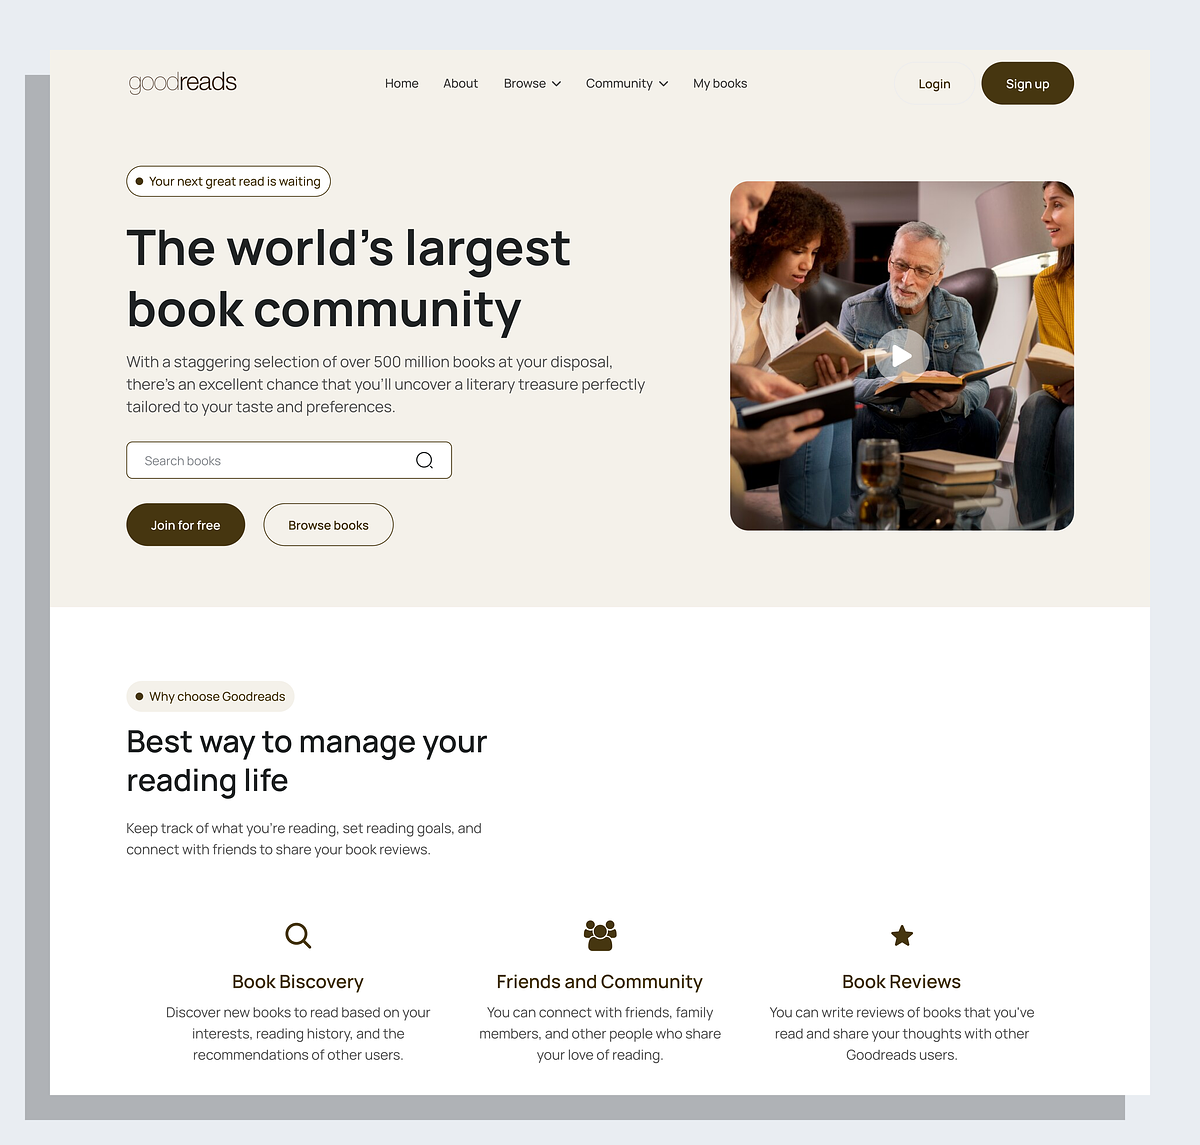 goodreads
Home About Browse Community My books
Login Sign up
Your next great read is waiting
The world's largest
book community
With a staggering selection of over 500 million books at your disposal,
there's an excellent chance that you'll uncover a literary treasure perfectly
tailored to your taste and preferences.
Search books
Join for free Browse books
Why choose Goodreads
Best way to manage your
reading life
Keep track of what you're reading, set reading goals, and
connect with friends to share your book reviews.
Book Biscovery
Discover new books to read based on your
interests, reading history, and the
recommendations of other users.
Friends and Community
You can connect with friends, family
members, and other people who share
your love of reading.
Book Reviews
You can write reviews of books that you've
read and share your thoughts with other
Goodreads users.